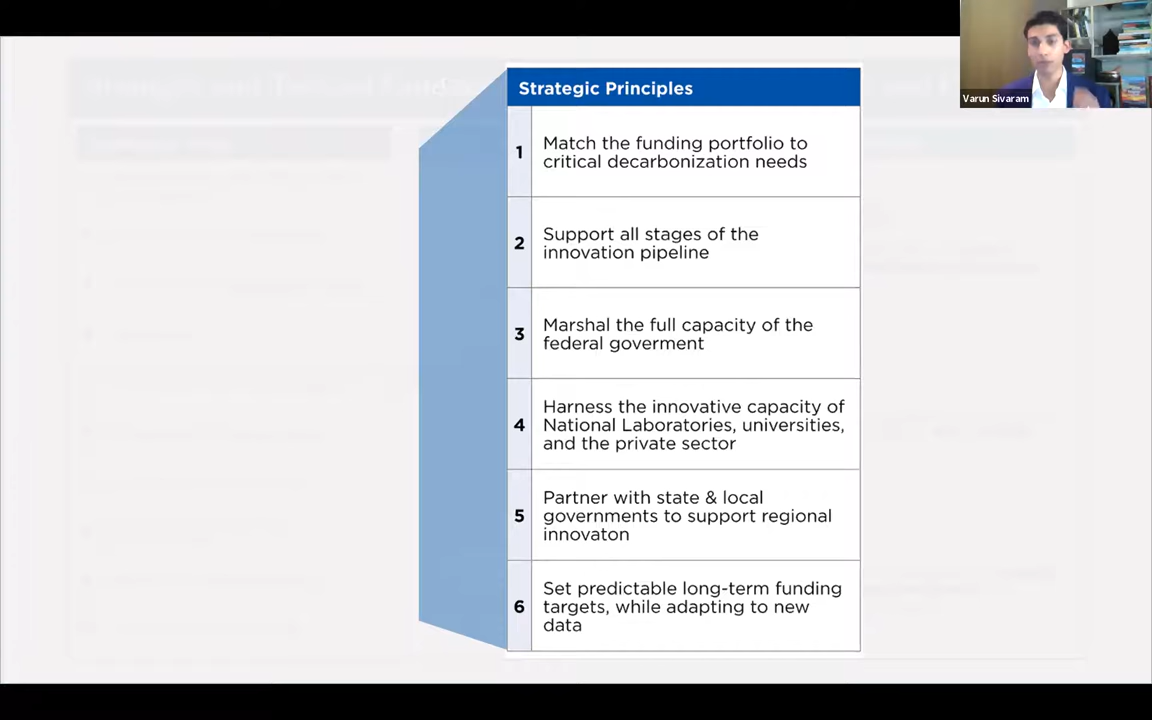 Strategic Principles
1
Match the funding portfolio to
critical decarbonization needs
2
Support all stages of the
innovation pipeline
3
Marshal the full capacity of the
federal goverment
4
Harness the innovative capacity of
National Laboratories, universities,
and the private sector
5
Partner with state & local
governments to support regional
innovaton
6
Set predictable long-term funding
targets, while adapting to new
data
Varun Sivaram